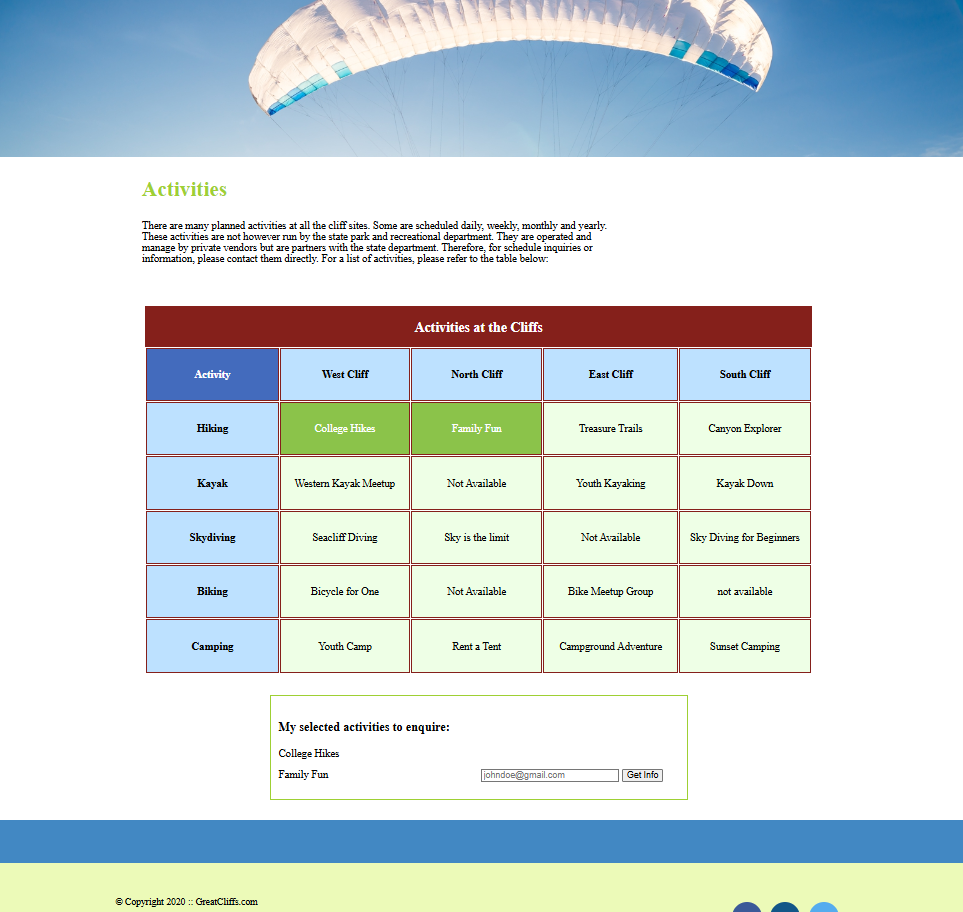 Activities
There are many planned activities at all the cliff sites. Some are scheduled daily, weekly, monthly and yearly.
These activities are not however run by the state park and recreational department. They are operated and
manage by private vendors but are partners with the state department. Therefore, for schedule inquiries or
information, please contact them directly. For a list of activities, please refer to the table below:
Activities at the Cliffs
Activity West Cliff North Cliff East Cliff South Cliff
Hiking College Hikes Family Fun Treasure Trails Canyon Explorer
Kayak Western Kayak Meetup Not Available Youth Kayaking Kayak Down
Skydiving Seacliff Diving Sky is the limit Not Available Sky Diving for Beginners
Biking Bicycle for One Not Available Bike Meetup Group not available
Camping Youth Camp Rent a Tent Campground Adventure Sunset Camping
My selected activities to enquire:
College Hikes
Family Fun johndoe@gmail.com Get Info
© Copyright 2020 :: GreatCliffs.com